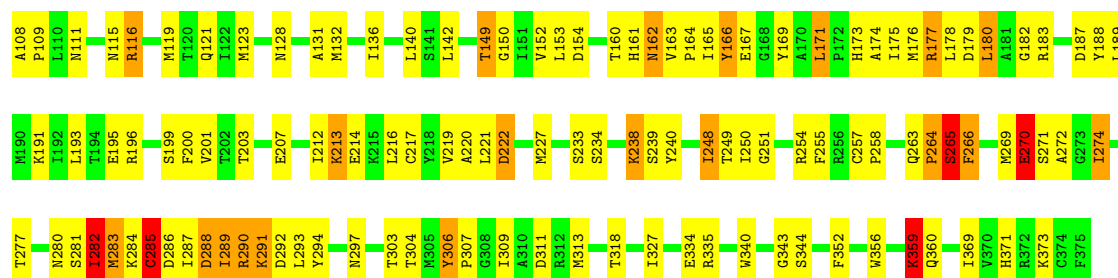 A108 P109 L110 N111 N115 R116 M119 T120 Q121 I122 M123 N128 A131 M132 I136 L140 S141 L142 T149 G150 I151 V152 L153 D154 T160 H161 N162 V163 P164 I165 Y166 E167 G168 Y169 A170 L171 P172 H173 A174 I175 M176 R177 L178 D179 L180 A181 G182 R183 D187 Y188 L189
M190 K191 I192 L193 T194 E195 R196 S199 F200 V201 T202 T203 E207 I212 K213 E214 K215 L216 C217 Y218 V219 A220 L221 D222 M227 S233 S234 K238 S239 Y240 I248 T249 I250 G251 R254 F255 R256 C257 P258 Q263 P264 S265 F266 M269 E270 S271 A272 G273 I274
T277 N280 S281 I282 M283 K284 C285 D286 I287 D288 I289 R290 K291 D292 L293 Y294 N297 T303 T304 M305 Y306 P307 G308 I309 A310 D311 R312 M313 T318 I327 E334 R335 W340 G343 S344 F352 W356 K359 Q360 I369 V370 H371 R372 K373 C374 F375